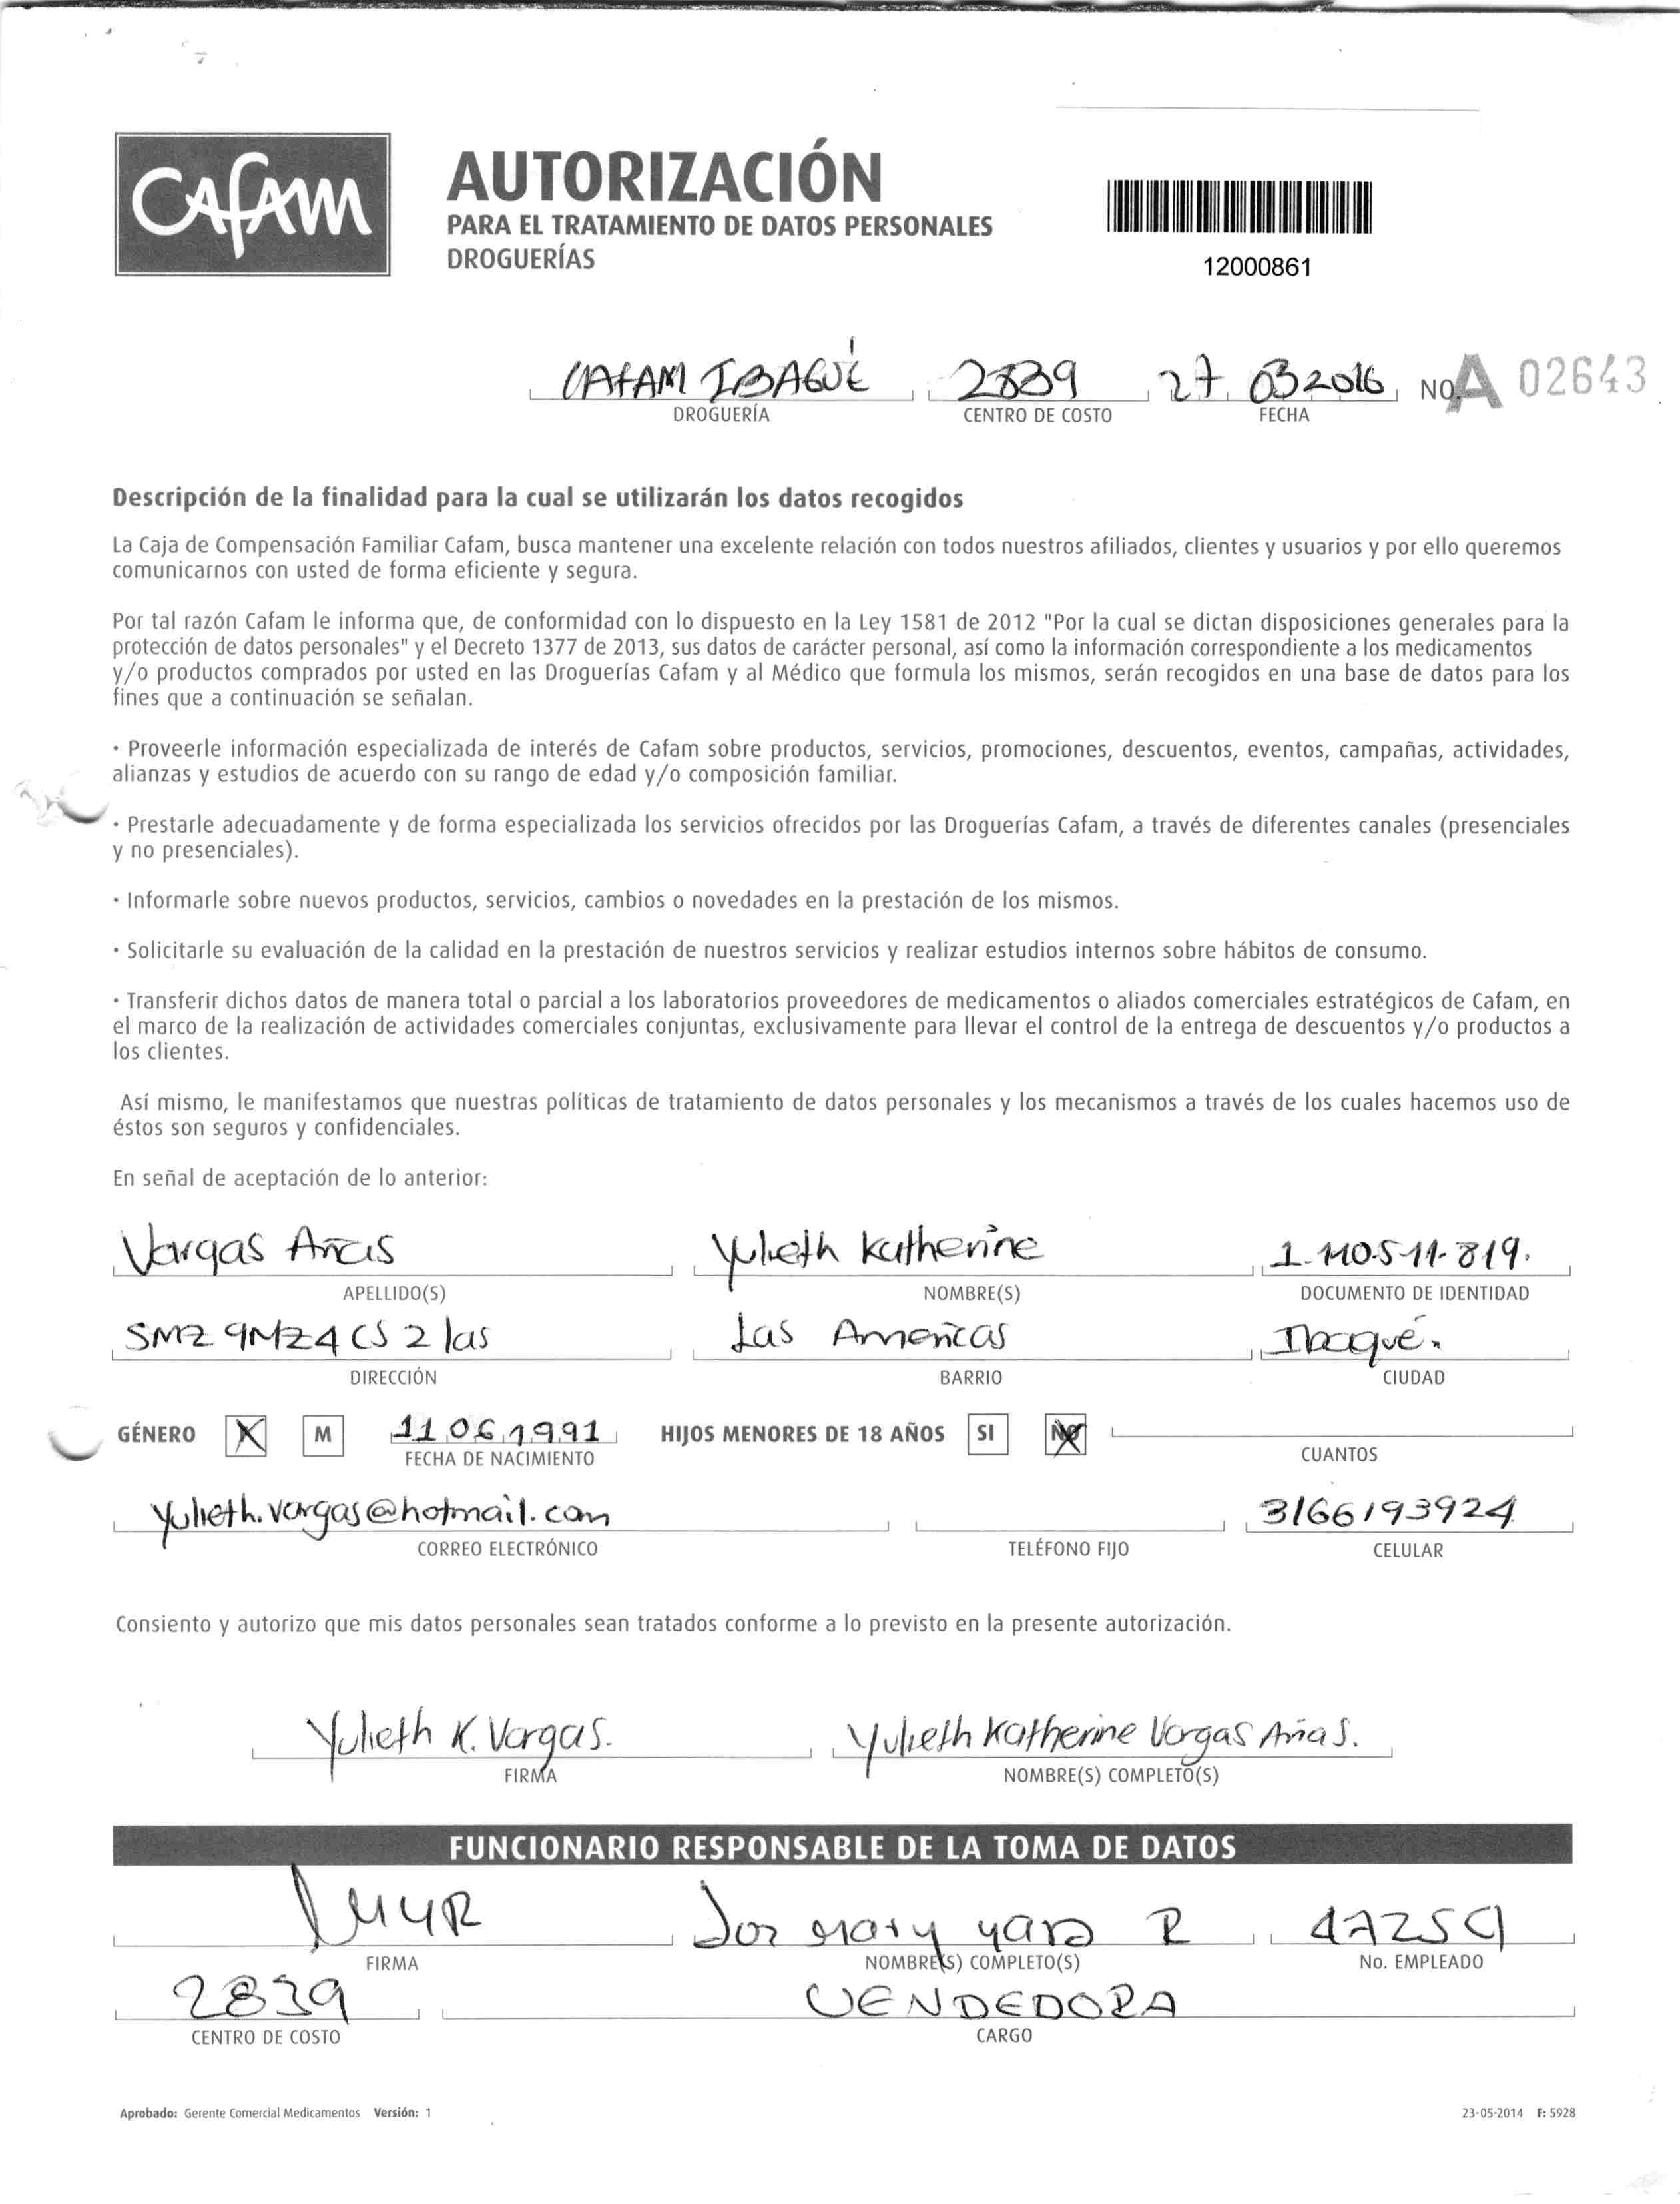 Cafam
AUTORIZACIÓN
PARA EL TRATAMIENTO DE DATOS PERSONALES
DROGUERÍAS
12000861
CAFAM IBAGUÉ 2839 27 03 2016 NO. A 02643
DROGUERÍA CENTRO DE COSTO FECHA
Descripción de la finalidad para la cual se utilizarán los datos recogidos
La Caja de Compensación Familiar Cafam, busca mantener una excelente relación con todos nuestros afiliados, clientes y usuarios y por ello queremos
comunicarnos con usted de forma eficiente y segura.
Por tal razón Cafam le informa que, de conformidad con lo dispuesto en la Ley 1581 de 2012 "Por la cual se dictan disposiciones generales para la
protección de datos personales" y el Decreto 1377 de 2013, sus datos de carácter personal, así como la información correspondiente a los medicamentos
y/o productos comprados por usted en las Droguerías Cafam y al Médico que formula los mismos, serán recogidos en una base de datos para los
fines que a continuación se señalan.
· Proveerle información especializada de interés de Cafam sobre productos, servicios, promociones, descuentos, eventos, campañas, actividades,
alianzas y estudios de acuerdo con su rango de edad y/o composición familiar.
· Prestarle adecuadamente y de forma especializada los servicios ofrecidos por las Droguerías Cafam, a través de diferentes canales (presenciales
y no presenciales).
· Informarle sobre nuevos productos, servicios, cambios o novedades en la prestación de los mismos.
· Solicitarle su evaluación de la calidad en la prestación de nuestros servicios y realizar estudios internos sobre hábitos de consumo.
· Transferir dichos datos de manera total o parcial a los laboratorios proveedores de medicamentos o aliados comerciales estratégicos de Cafam, en
el marco de la realización de actividades comerciales conjuntas, exclusivamente para llevar el control de la entrega de descuentos y/o productos a
los clientes.
Así mismo, le manifestamos que nuestras políticas de tratamiento de datos personales y los mecanismos a través de los cuales hacemos uso de
éstos son seguros y confidenciales.
En señal de aceptación de lo anterior:
Vargas Arias Yulieth Katherine 1.110.511.819.
APELLIDO(S) NOMBRE(S) DOCUMENTO DE IDENTIDAD
SMZ 9MZ4 CS 2 las Las Americas Ibagué.
DIRECCIÓN BARRIO CIUDAD
GÉNERO X M 11 06 1991 HIJOS MENORES DE 18 AÑOS SI NO
FECHA DE NACIMIENTO CUANTOS
Yulieth.vargas@hotmail.com 3166193924
CORREO ELECTRÓNICO TELÉFONO FIJO CELULAR
Consiento y autorizo que mis datos personales sean tratados conforme a lo previsto en la presente autorización.
Yulieth K. Vargas. Yulieth Katherine Vargas Arias.
FIRMA NOMBRE(S) COMPLETO(S)
FUNCIONARIO RESPONSABLE DE LA TOMA DE DATOS
LMYR Luz Mary yara R 47259
FIRMA NOMBRE(S) COMPLETO(S) No. EMPLEADO
2839 VENDEDORA
CENTRO DE COSTO CARGO
Aprobado: Gerente Comercial Medicamentos Versión: 1 23-05-2014 F: 5928